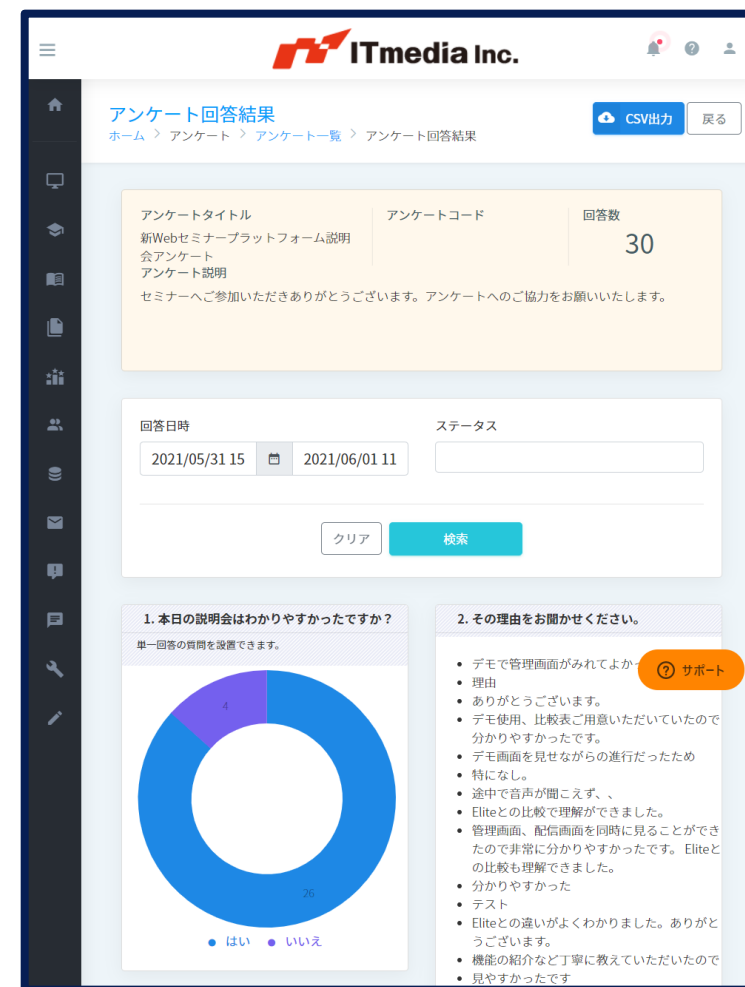 ITmedia Inc.
アンケート回答結果
ホーム > アンケート > アンケート一覧 > アンケート回答結果
CSV出力
戻る
アンケートタイトル
新Webセミナープラットフォーム説明
会アンケート
アンケートコード
回答数
30
アンケート説明
セミナーへご参加いただきありがとうございます。アンケートへのご協力をお願いいたします。
回答日時
2021/05/31 15
2021/06/01 11
ステータス
クリア
検索
1. 本日の説明会はわかりやすかったですか?
単一回答の質問を設置できます。
4
26
はい
いいえ
2. その理由をお聞かせください。
デモで管理画面がみれてよか
サポート
理由
ありがとうございます。
デモ使用、比較表ご用意いただいていたので
分かりやすかったです。
デモ画面を見せながらの進行だったため
特になし。
途中で音声が聞こえず、、
Eliteとの比較で理解ができました。
管理画面、配信画面を同時に見ることができ
たので非常に分かりやすかったです。 Eliteと
の比較も理解できました。
分かりやすかった
テスト
Eliteとの違いがよくわかりました。ありがと
うございます。
機能の紹介など丁寧に教えていただいたので
見やすかったです